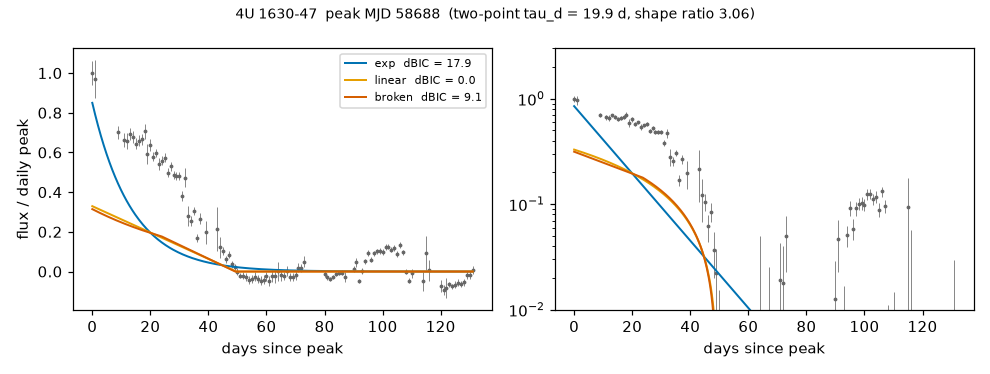 4U 1630-47  peak MJD 58688  (two-point tau_d = 19.9 d, shape ratio 3.06)
flux / daily peak
1.0
0.8
0.6
0.4
0.2
0.0
exp  dBIC = 17.9
linear  dBIC = 0.0
broken  dBIC = 9.1
0 20 40 60 80 100 120
days since peak
10⁰
10⁻¹
10⁻²
0 20 40 60 80 100 120
days since peak